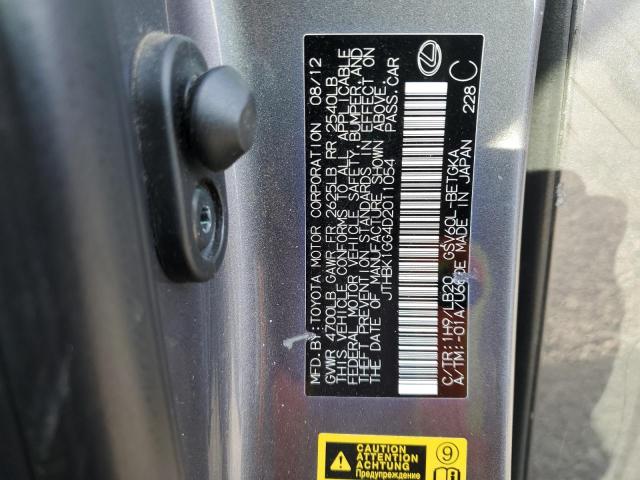 MFD.BY:TOYOTA MOTOR CORPORATION 08/12
GVWR 4700LB GAWR FR 2625LB RR 2540LB
THIS VEHICLE CONFORMS TO ALL APPLICABLE
FEDERAL MOTOR VEHICLE SAFETY, BUMPER, AND
THEFT PREVENTION STANDARDS IN EFFECT ON
THE DATE OF MANUFACTURE SHOWN ABOVE.
JTHBK1GG4D2011054 PASS.CAR
C/TR:1H9/LB20 GSV60L-BETGKA
A/TM:-01A/U660E MADE IN JAPAN
228 C
CAUTION
ATTENTION
ACHTUNG
9